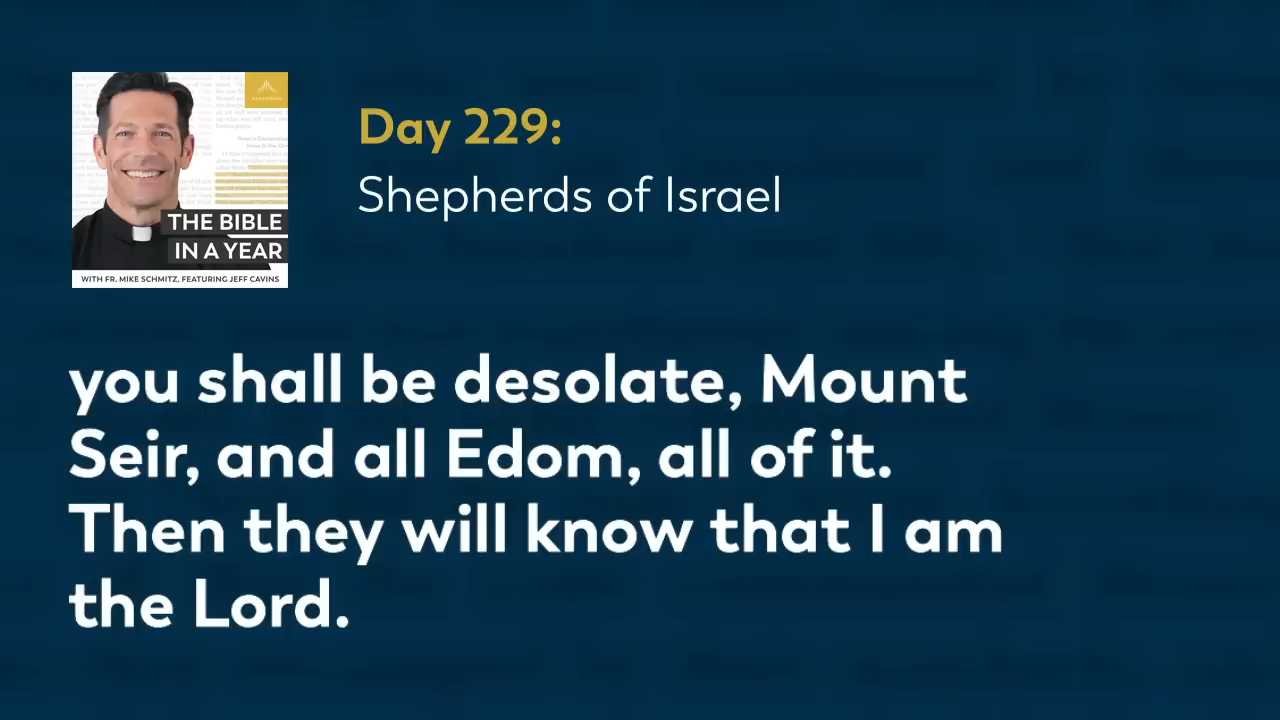 Day 229:
Shepherds of Israel
THE BIBLE
IN A YEAR
WITH FR. MIKE SCHMITZ, FEATURING JEFF CAVINS
you shall be desolate, Mount
Seir, and all Edom, all of it.
Then they will know that I am
the Lord.